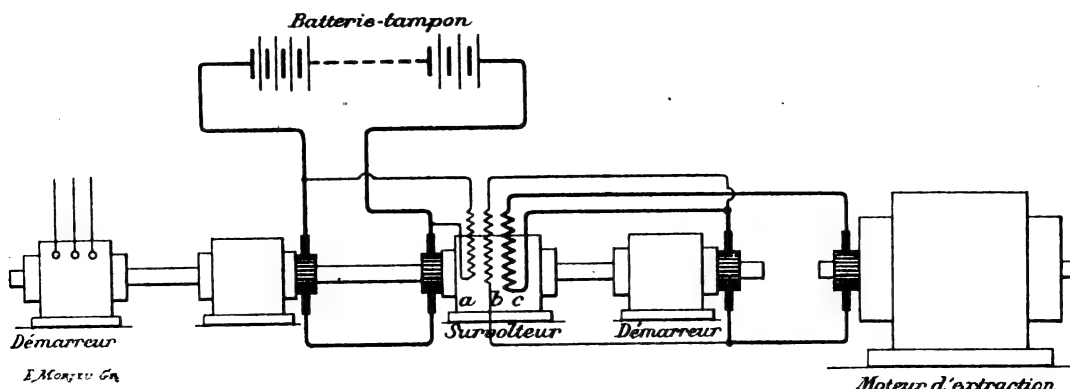 Batterie-tampon
a b c
Survolteur
Démarreur
Démarreur
Moteur d'extraction